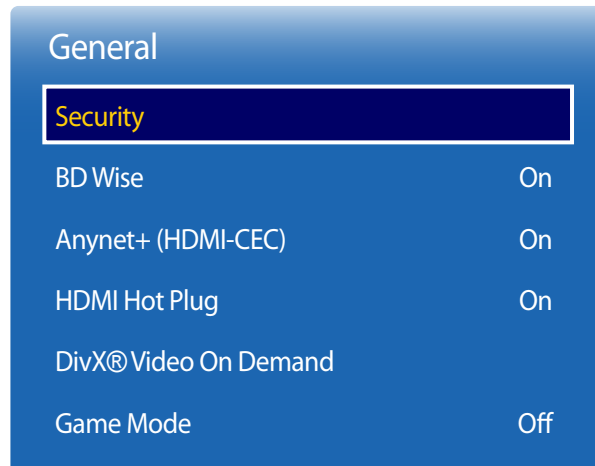 General
Security
BD Wise On
Anynet+ (HDMI-CEC) On
HDMI Hot Plug On
DivX® Video On Demand
Game Mode Off